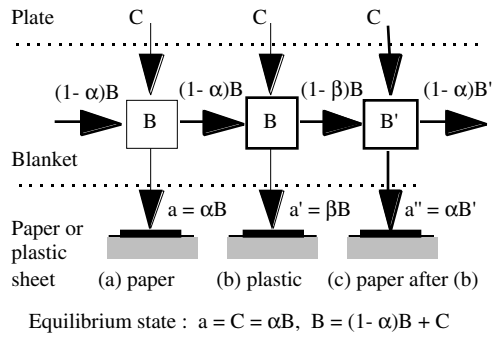 Plate C C C
(1- α)B (1- α)B (1- β)B (1- α)B'
B B B'
Blanket
a = αB a' = βB a'' = αB'
Paper or
plastic
sheet (a) paper (b) plastic (c) paper after (b)
Equilibrium state : a = C = αB, B = (1- α)B + C